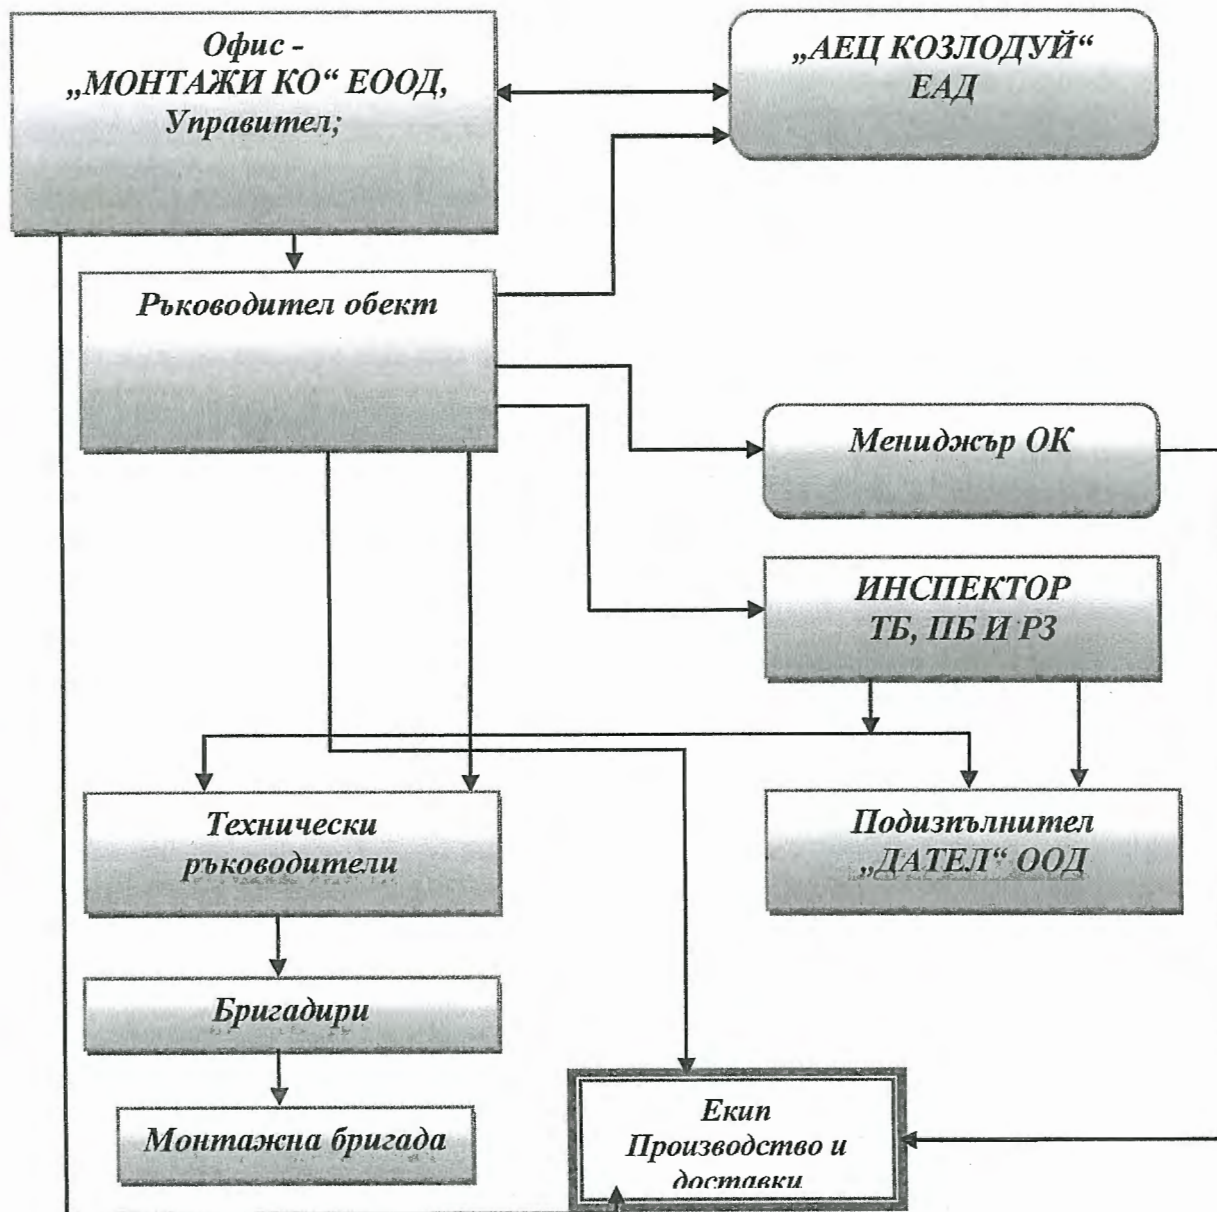 Офис -
„МОНТАЖИ КО“ ЕООД,
Управител;
„АЕЦ КОЗЛОДУЙ“
ЕАД
Ръководител обект
Мениджър ОК
ИНСПЕКТОР
ТБ, ПБ И РЗ
Технически
ръководители
Подизпълнител
„ДАТЕЛ“ ООД
Бригадири
Монтажна бригада
Екип
Производство и
доставки